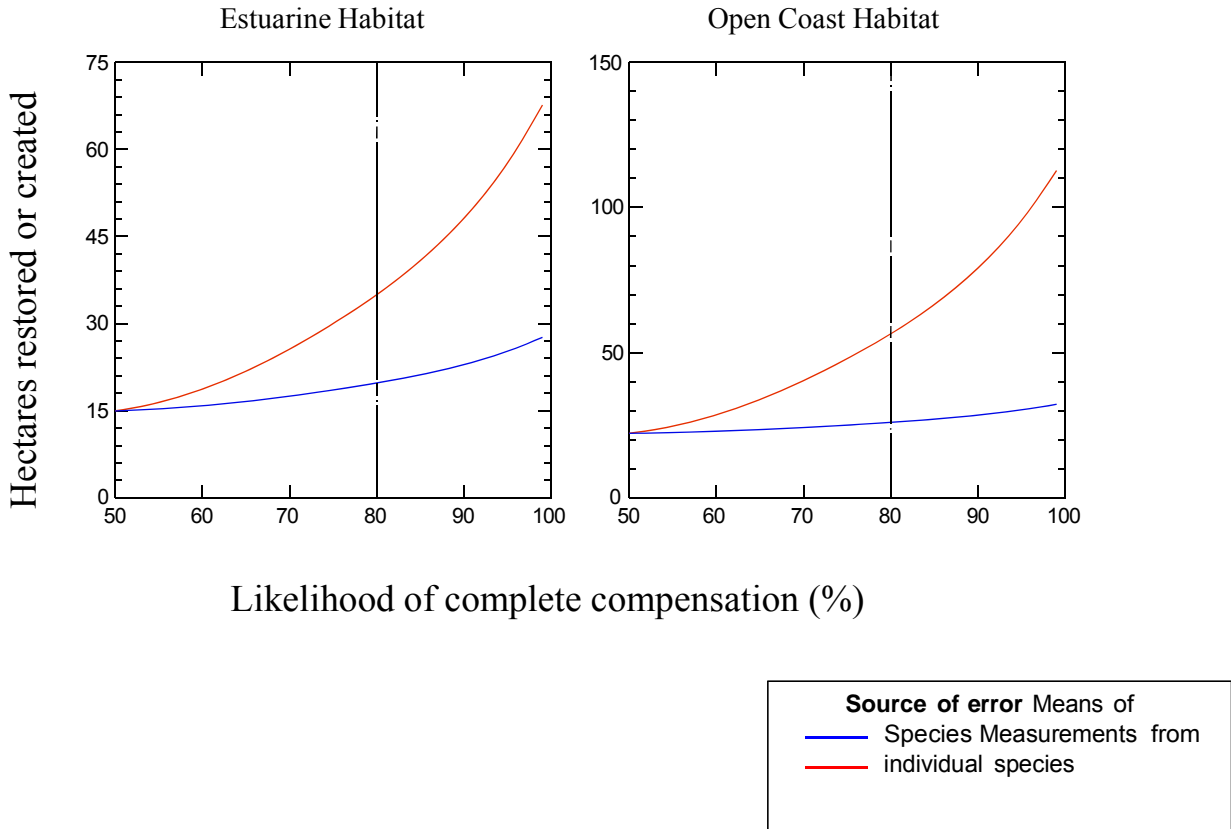 Estuarine Habitat
Open Coast Habitat
Hectares restored or created
75
60
45
30
15
0
50 60 70 80 90 100
150
100
50
0
50 60 70 80 90 100
Likelihood of complete compensation (%)
Source of error Means of
Species Measurements from
individual species